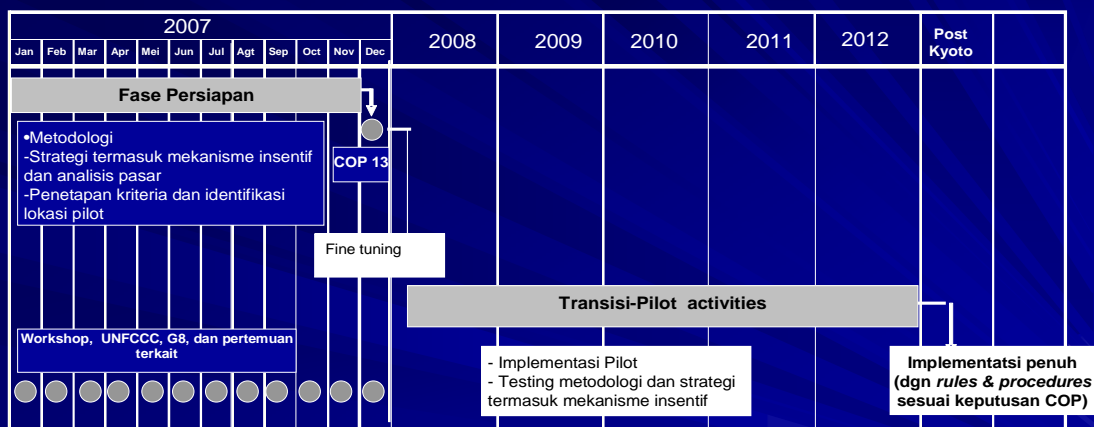 2007
Jan Feb Mar Apr Mei Jun Jul Agt Sep Oct Nov Dec
2008 2009 2010 2011 2012 Post
Kyoto
Fase Persiapan
•Metodologi
-Strategi termasuk mekanisme insentif
dan analisis pasar
-Penetapan kriteria dan identifikasi
lokasi pilot
COP 13
Fine tuning
Transisi-Pilot activities
Workshop, UNFCCC, G8, dan pertemuan
terkait
- Implementasi Pilot
- Testing metodologi dan strategi
termasuk mekanisme insentif
Implementatsi penuh
(dgn rules & procedures
sesuai keputusan COP)